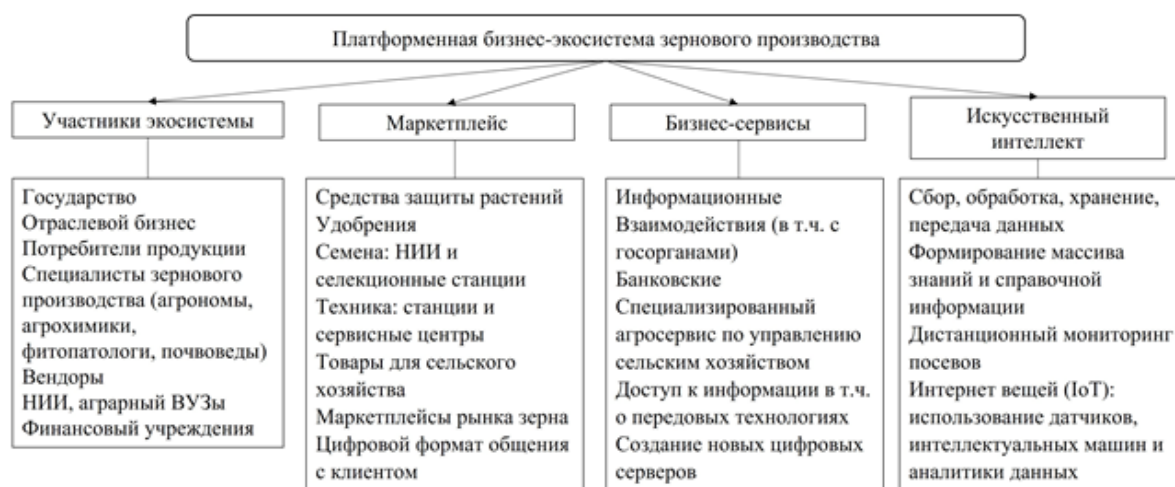 Платформенная бизнес-экосистема зернового производства
Участники экосистемы
Государство
Отраслевой бизнес
Потребители продукции
Специалисты зернового
производства (агрономы,
агрохимики,
фитопатологи, почвоведы)
Вендоры
НИИ, аграрный ВУЗы
Финансовый учреждения
Маркетплейс
Средства защиты растений
Удобрения
Семена: НИИ и
селекционные станции
Техника: станции и
сервисные центры
Товары для сельского
хозяйства
Маркетплейсы рынка зерна
Цифровой формат общения
с клиентом
Бизнес-сервисы
Информационные
Взаимодействия (в т.ч. с
госорганами)
Банковские
Специализированный
агросервис по управлению
сельским хозяйством
Доступ к информации в т.ч.
о передовых технологиях
Создание новых цифровых
серверов
Искусственный
интеллект
Сбор, обработка, хранение,
передача данных
Формирование массива
знаний и справочной
информации
Дистанционный мониторинг
посевов
Интернет вещей (IoT):
использование датчиков,
интеллектуальных машин и
аналитики данных